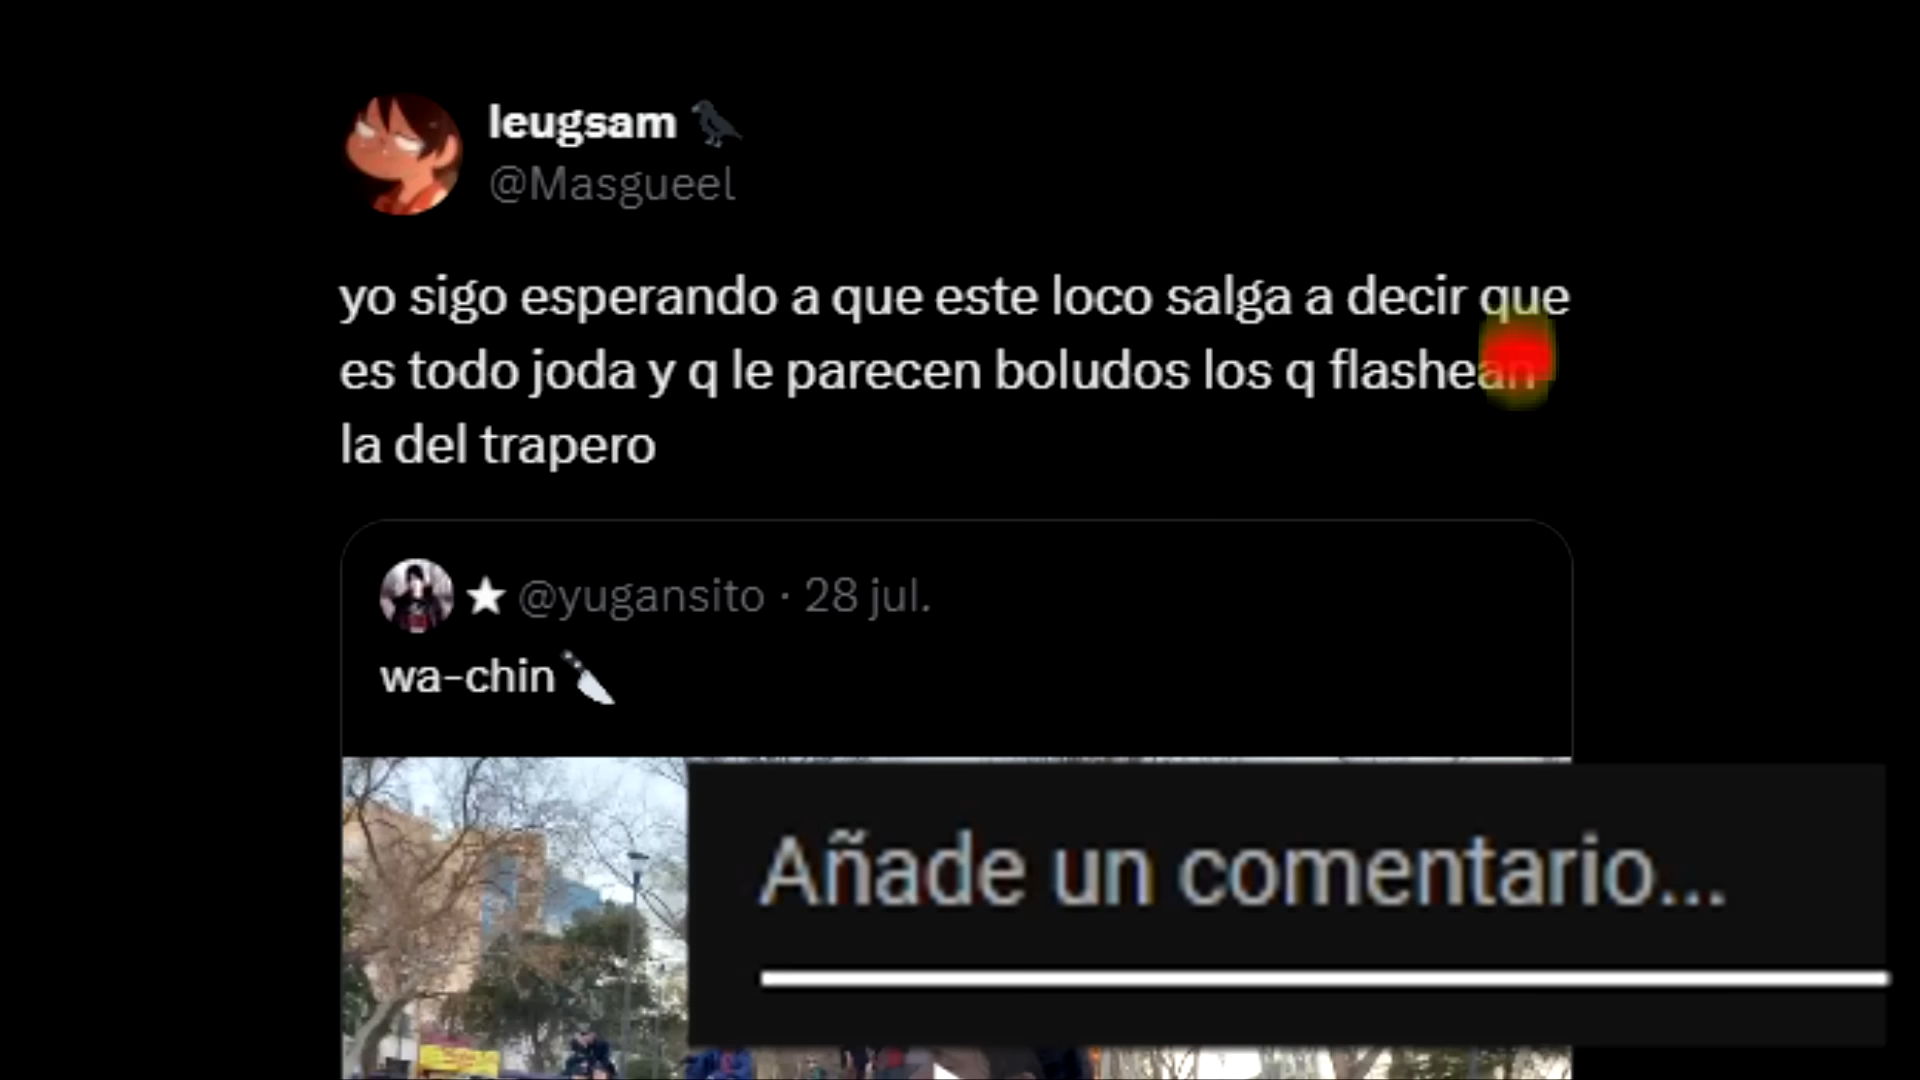 leugsam
@Masgueel
yo sigo esperando a que este loco salga a decir que
es todo joda y q le parecen boludos los q flashean
la del trapero
@yugansito · 28 jul.
wa-chin
Añade un comentario...